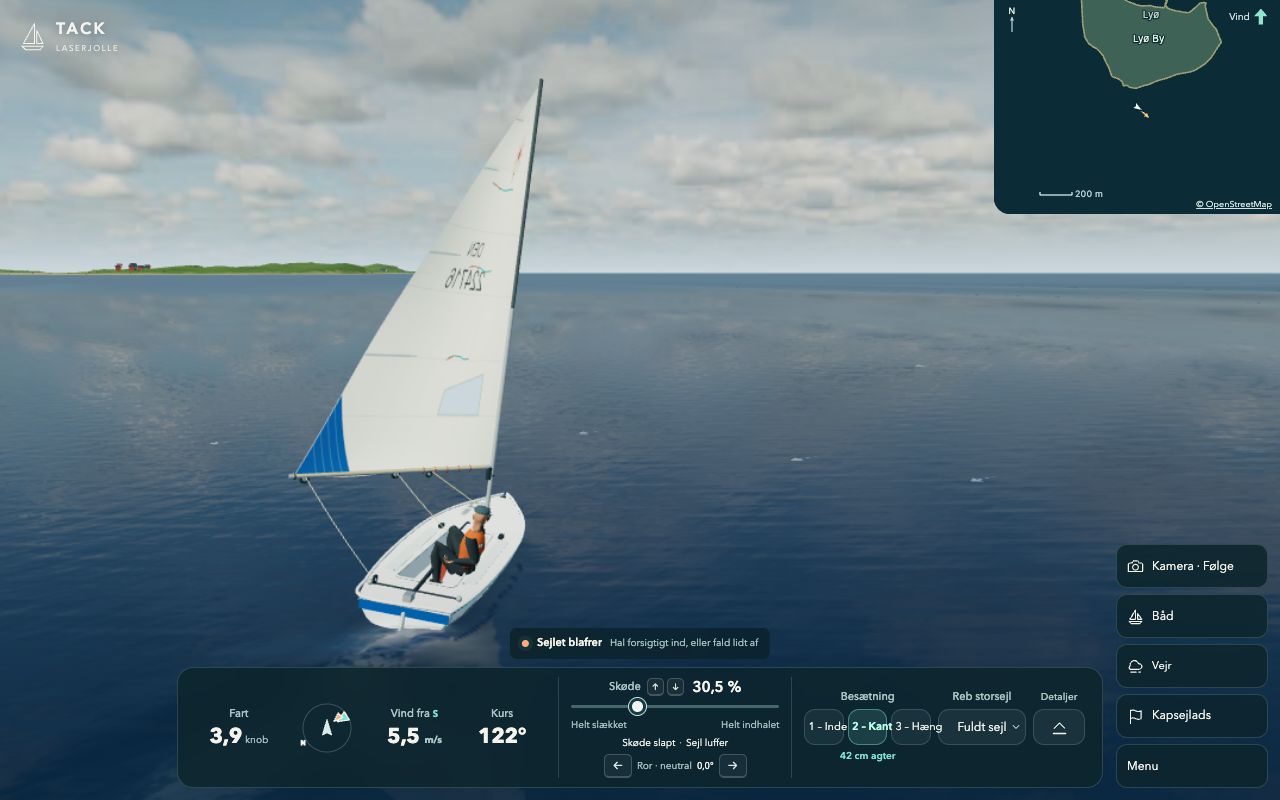 TACK
LASERJOLLE
N
Lyø
Lyø By
Vind
200 m
© OpenStreetMap
DEN
224716
Kamera · Følge
Båd
Vejr
Kapsejlads
Menu
Sejlet blafrer Hal forsigtigt ind, eller fald lidt af
Fart
3,9 knob
N
Vind fra S
5,5 m/s
Kurs
122°
Skøde ↑ ↓ 30,5 %
Helt slækket Helt indhalet
Skøde slapt · Sejl luffer
← Ror · neutral 0,0° →
Besætning
1 – Inde 2 – Kant 3 – Hæng
42 cm agter
Reb storsejl
Fuldt sejl
Detaljer